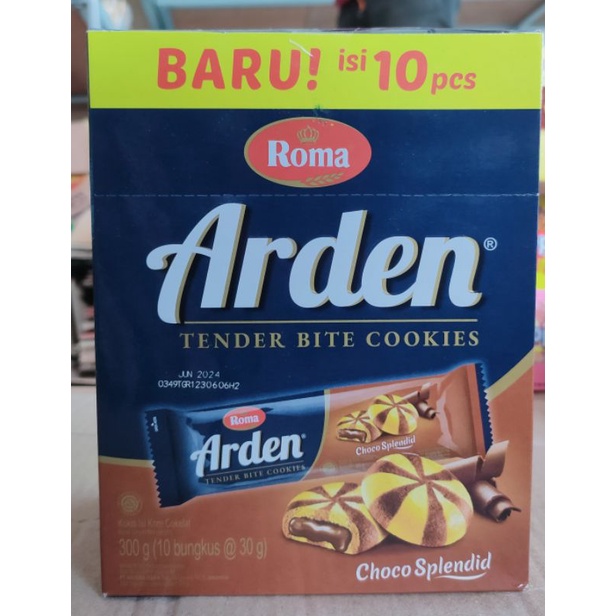 BARU! isi 10 pcs
Roma
Arden®
TENDER BITE COOKIES
JUN 2024
0349TGR1230606H2
Roma
Arden®
TENDER BITE COOKIES
Choco Splendid
300 g (10 bungkus @ 30 g)
Choco Splendid